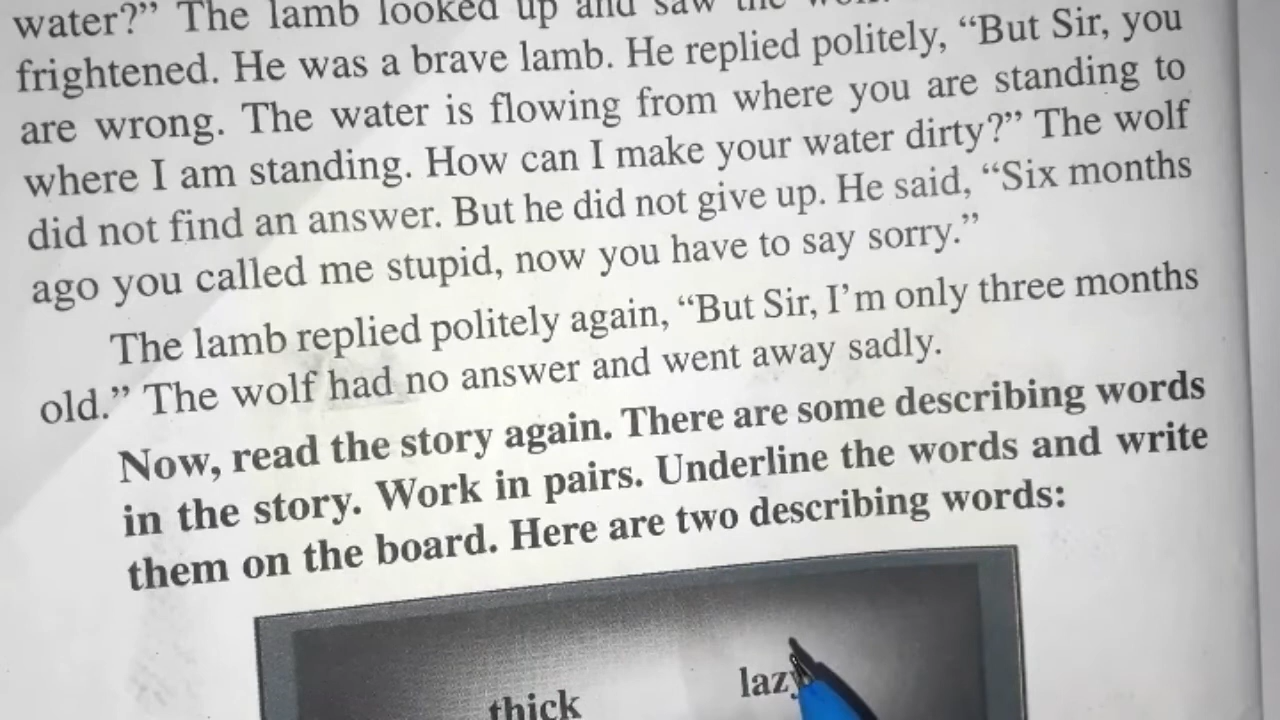 water?” The lamb looked up and saw the
frightened. He was a brave lamb. He replied politely, “But Sir, you
are wrong. The water is flowing from where you are standing to
where I am standing. How can I make your water dirty?” The wolf
did not find an answer. But he did not give up. He said, “Six months
ago you called me stupid, now you have to say sorry.”
The lamb replied politely again, “But Sir, I’m only three months
old.” The wolf had no answer and went away sadly.
Now, read the story again. There are some describing words
in the story. Work in pairs. Underline the words and write
them on the board. Here are two describing words:
lazy
thick